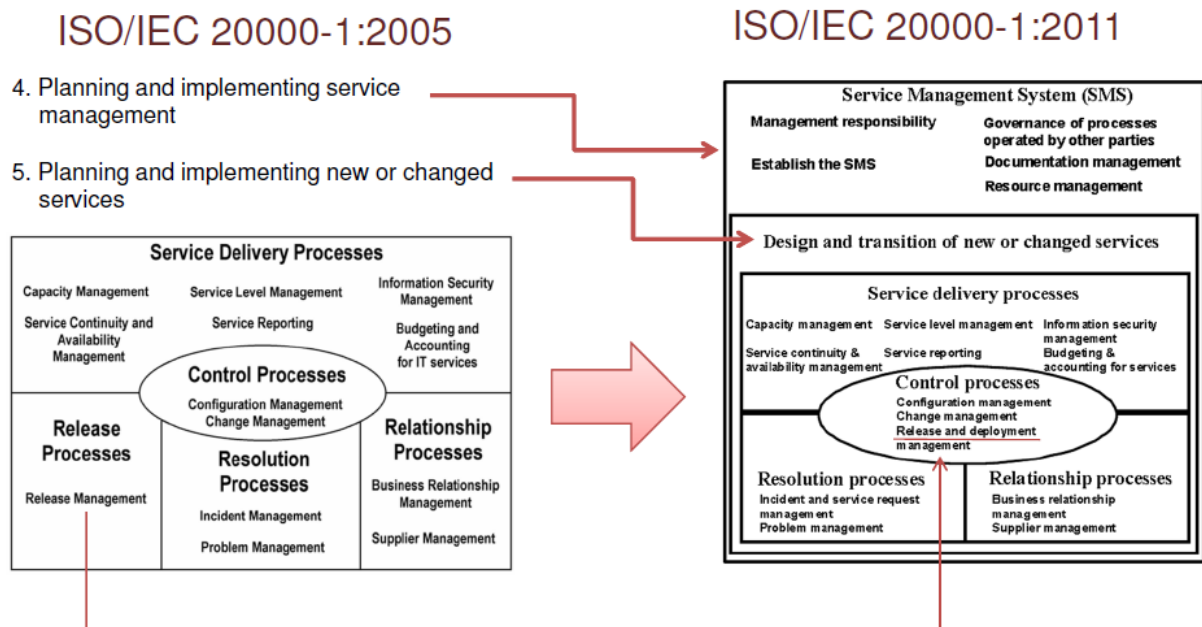 ISO/IEC 20000-1:2005
4. Planning and implementing service
management
5. Planning and implementing new or changed
services
Service Delivery Processes
Capacity Management
Service Continuity and
Availability
Management
Service Level Management
Service Reporting
Information Security
Management
Budgeting and
Accounting
for IT services
Control Processes
Configuration Management
Change Management
Release
Processes
Release Management
Resolution
Processes
Incident Management
Problem Management
Relationship
Processes
Business Relationship
Management
Supplier Management
ISO/IEC 20000-1:2011
Service Management System (SMS)
Management responsibility
Establish the SMS
Governance of processes
operated by other parties
Documentation management
Resource management
Design and transition of new or changed services
Service delivery processes
Capacity management
Service continuity &
availability management
Service level management
Service reporting
Information security
management
Budgeting &
accounting for services
Control processes
Configuration management
Change management
Release and deployment
management
Resolution processes
Incident and service request
management
Problem management
Relationship processes
Business relationship
management
Supplier management